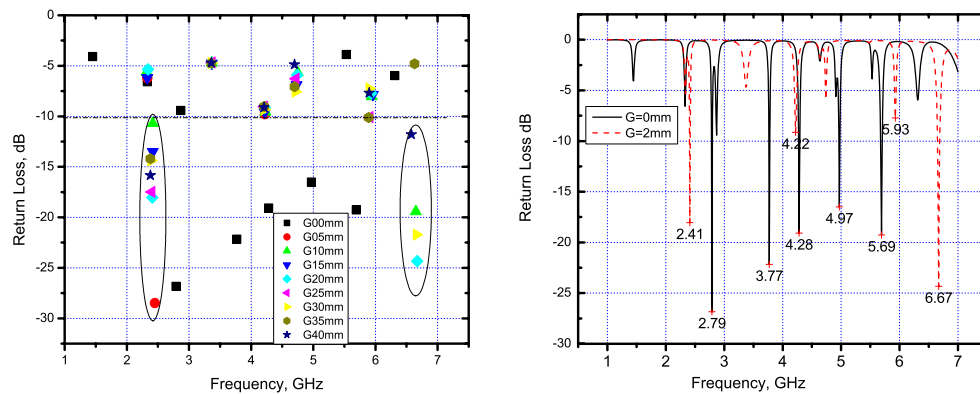 Return Loss, dB
0
-5
-10
-15
-20
-25
-30
1 2 3 4 5 6 7
Frequency, GHz
G00mm
G05mm
G10mm
G15mm
G20mm
G25mm
G30mm
G35mm
G40mm
Return Loss dB
0
-5
-10
-15
-20
-25
-30
0 1 2 3 4 5 6 7
Frequency, GHz
G=0mm
G=2mm
2.41
2.79
3.77
4.22
4.28
4.97
5.69
5.93
6.67